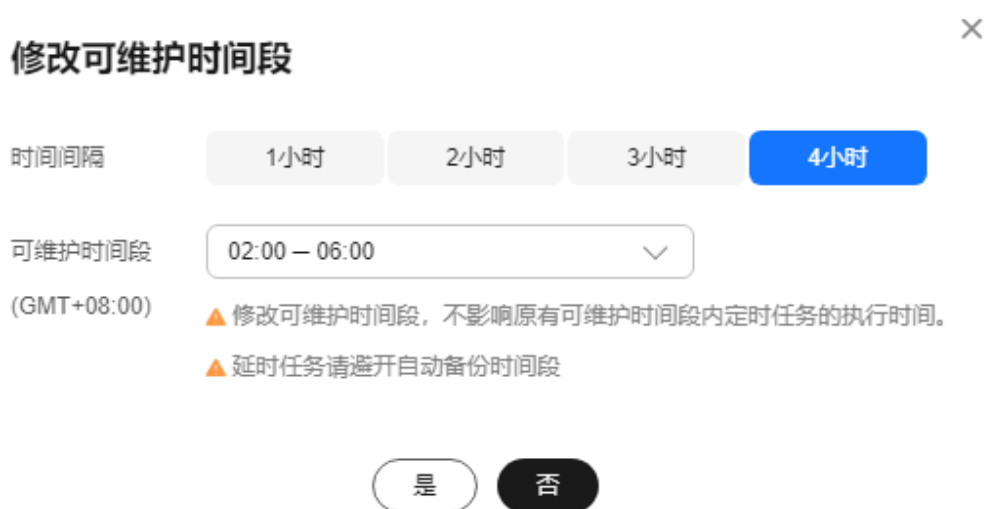 修改可维护时间段
时间间隔 1小时 2小时 3小时 4小时
可维护时间段 02:00 — 06:00
(GMT+08:00)
修改可维护时间段，不影响原有可维护时间段内定时任务的执行时间。
延时任务请避开自动备份时间段
是 否